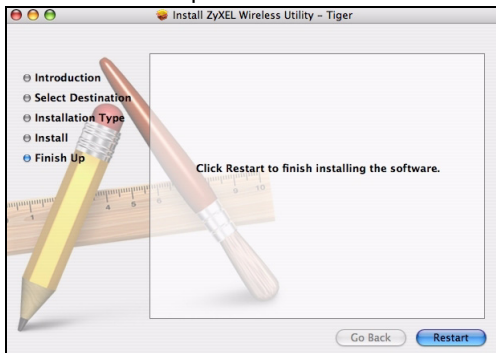 Install ZyXEL Wireless Utility – Tiger
Introduction
Select Destination
Installation Type
Install
Finish Up
Click Restart to finish installing the software.
Go Back
Restart